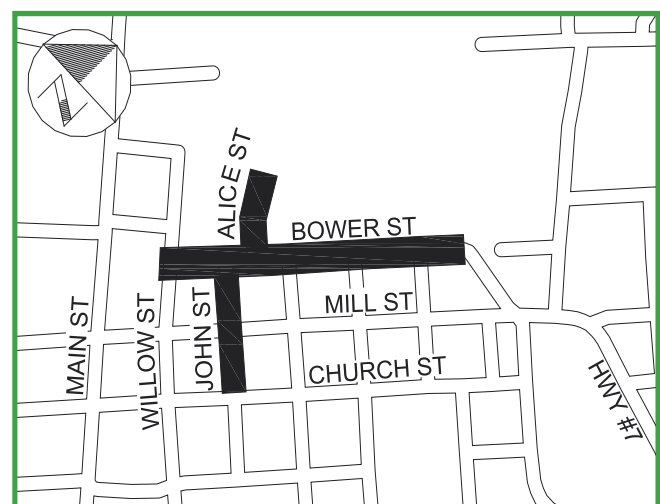 ALICE ST
BOWER ST
MAIN ST
WILLOW ST
JOHN ST
MILL ST
CHURCH ST
HWY #7